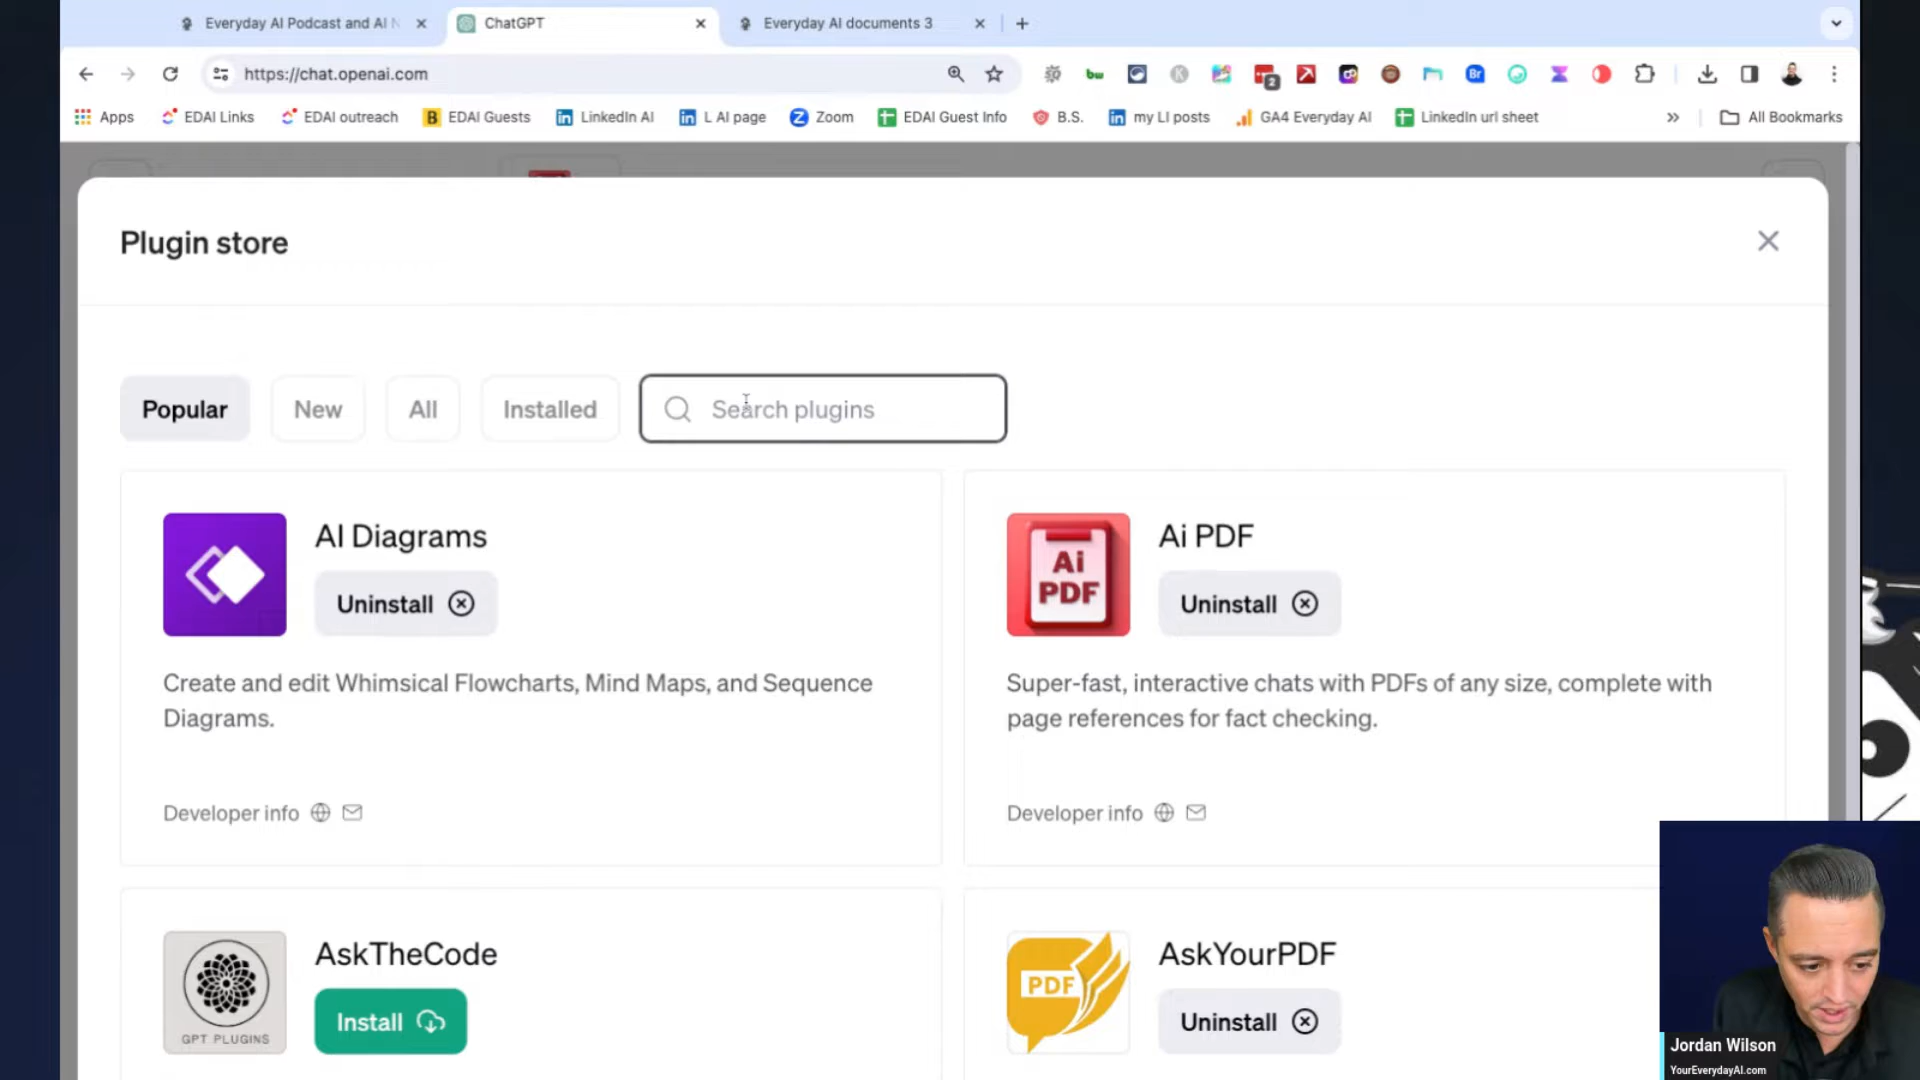 Everyday AI Podcast and AI N
ChatGPT
Everyday AI documents 3
https://chat.openai.com
2
Apps
EDAI Links
EDAI outreach
EDAI Guests
LinkedIn AI
L AI page
Zoom
EDAI Guest Info
B.S.
my LI posts
GA4 Everyday AI
LinkedIn url sheet
All Bookmarks
Plugin store
Popular
New
All
Installed
Search plugins
AI Diagrams
Uninstall
Create and edit Whimsical Flowcharts, Mind Maps, and Sequence
Diagrams.
Developer info
Ai
PDF
Ai PDF
Uninstall
Super-fast, interactive chats with PDFs of any size, complete with
page references for fact checking.
Developer info
GPT PLUGINS
AskTheCode
Install
PDF
AskYourPDF
Uninstall
Jordan Wilson
YourEverydayAI.com